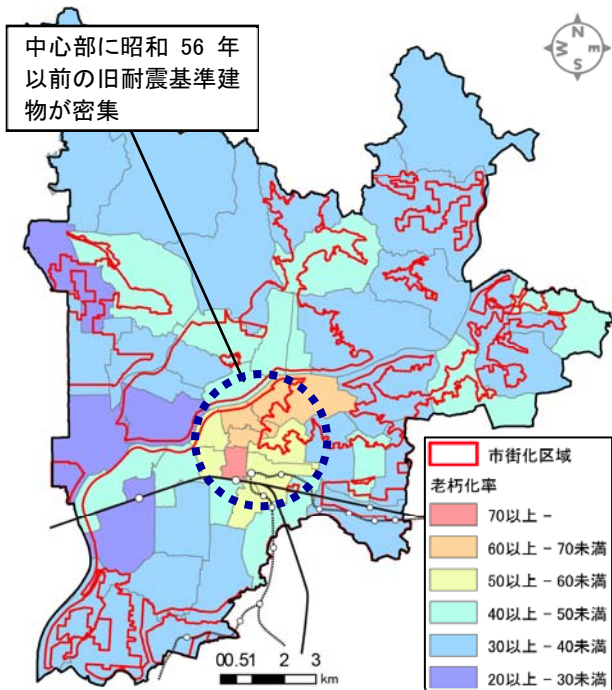 中心部に昭和 56 年
以前の旧耐震基準建
物が密集
N
W
E
S
市街化区域
老朽化率
70以上 -
60以上 - 70未満
50以上 - 60未満
40以上 - 50未満
30以上 - 40未満
20以上 - 30未満
00.51 2 3
km